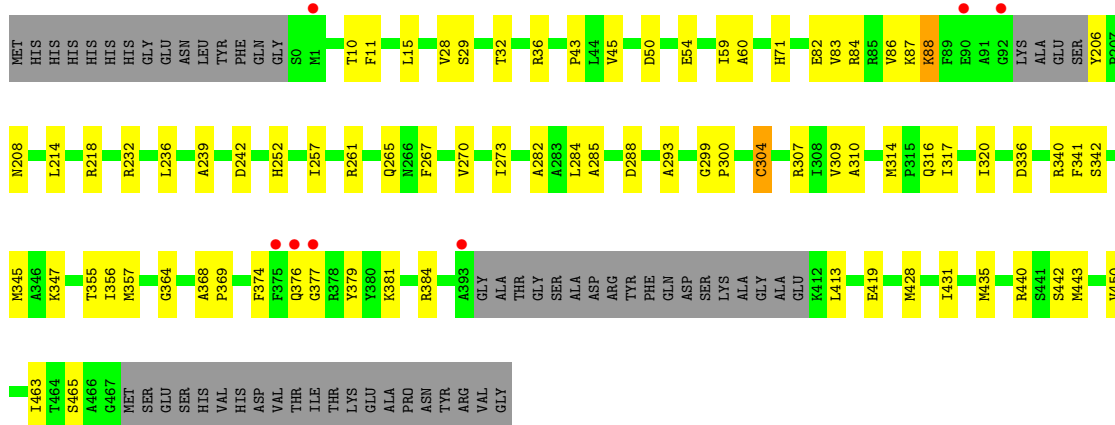 MET HIS HIS HIS HIS HIS HIS GLY GLU ASN LEU TYR PHE GLN GLY S0 M1 T10 F11 L15 V28 S29 T32 R36 P43 L44 V45 D50 E54 I59 A60 H71 E82 V83 R84 R85 V86 K87 K88 F89 E90 A91 G92 LYS ALA GLU SER Y206
N208 L214 R218 R232 L236 A239 D242 H252 I257 R261 Q265 N266 F267 V270 I273 A282 A283 L284 A285 D288 A293 G299 P300 C304 R307 I308 V309 A310 M314 P315 Q316 I317 I320 D336 R340 F341 S342
M345 A346 K347 T355 I356 M357 G364 A368 P369 F374 F375 Q376 G377 R378 Y379 Y380 K381 R384 A393 GLY ALA THR GLY SER ALA ASP ARG TYR PHE GLN ASP SER LYS ALA GLY ALA GLU K412 L413 E419 M428 I431 M435 R440 S441 S442 M443
I463 T464 S465 A466 G467 MET SER GLU SER HIS VAL HIS ASP VAL THR ILE THR LYS GLU ALA PRO ASN TYR ARG VAL GLY